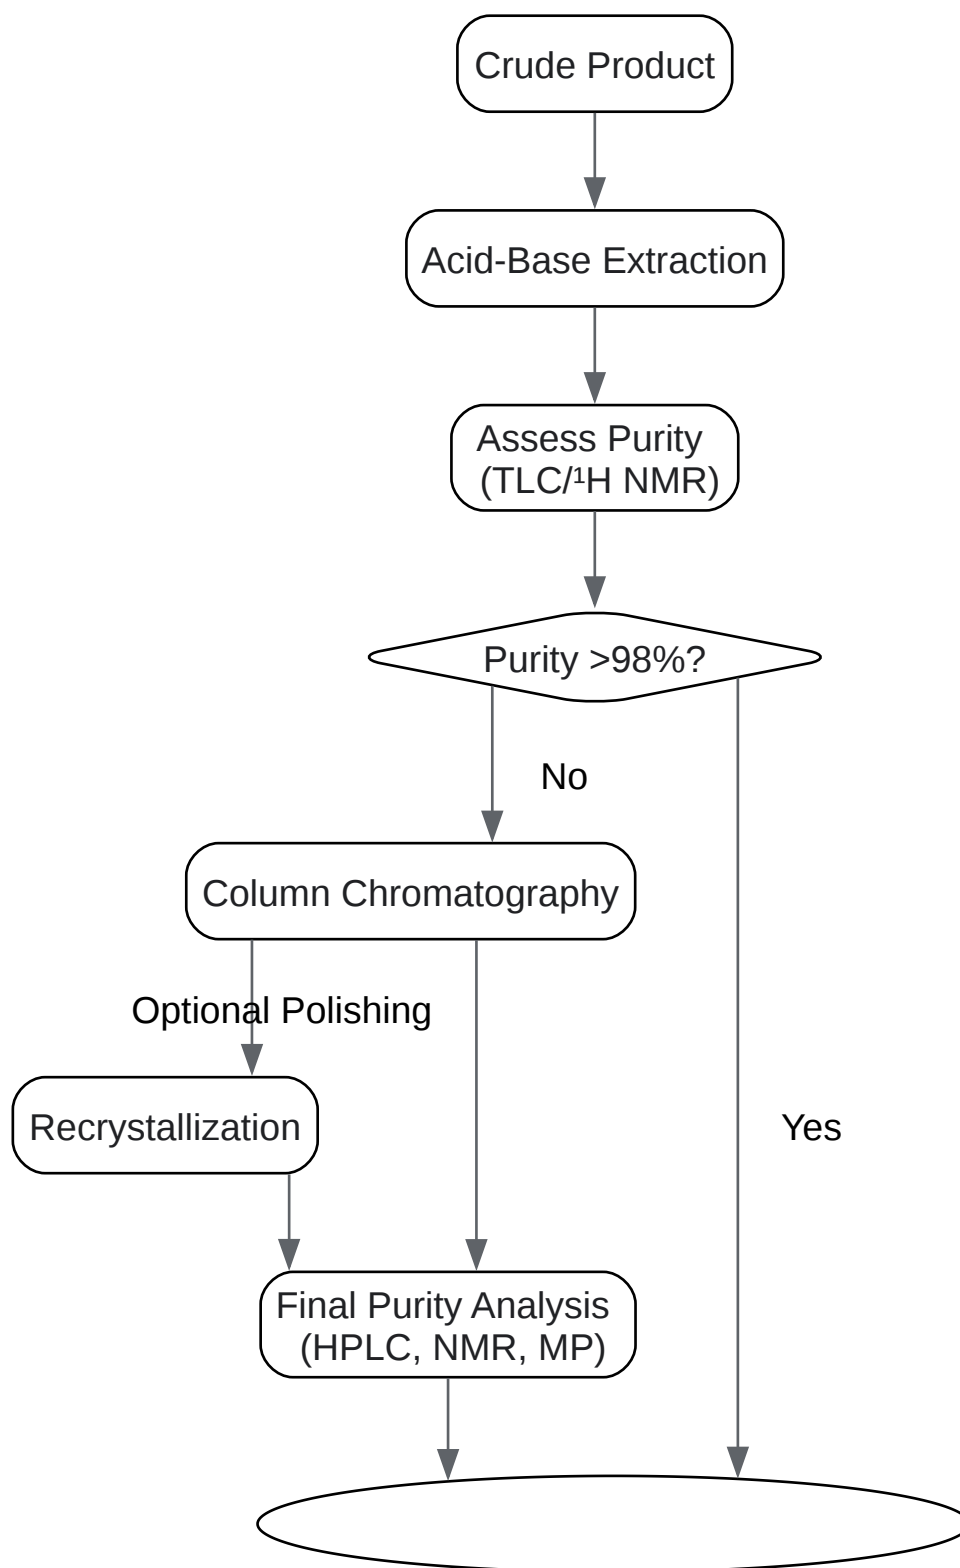 Crude Product
Acid-Base Extraction
Assess Purity
(TLC/¹H NMR)
Purity >98%?
No
Column Chromatography
Optional Polishing
Recrystallization
Yes
Final Purity Analysis
(HPLC, NMR, MP)